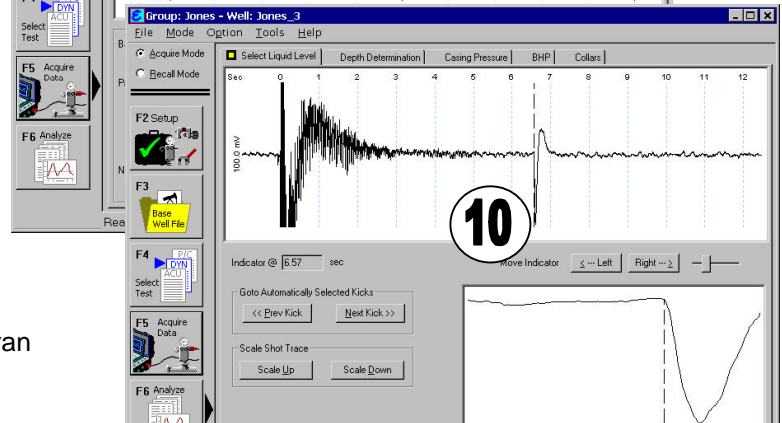 DYN
ACU
Select
Test
F5 Acquire
Data
F6 Analyze
Rea
ran
Group: Jones - Well: Jones_3
File Mode Option Tools Help
Acquire Mode
Recall Mode
F2 Setup
F3
Base
Well File
F4
P/C
DYN
ACU
Select
Test
F5 Acquire
Data
F6 Analyze
Select Liquid Level Depth Determination Casing Pressure BHP Collars
Sec 0 1 2 3 4 5 6 7 8 9 10 11 12
100.0 mV
10
Indicator @ 6.57 sec
Move Indicator < --- Left Right --- >
Goto Automatically Selected Kicks
<< Prev Kick Next Kick >>
Scale Shot Trace
Scale Up Scale Down